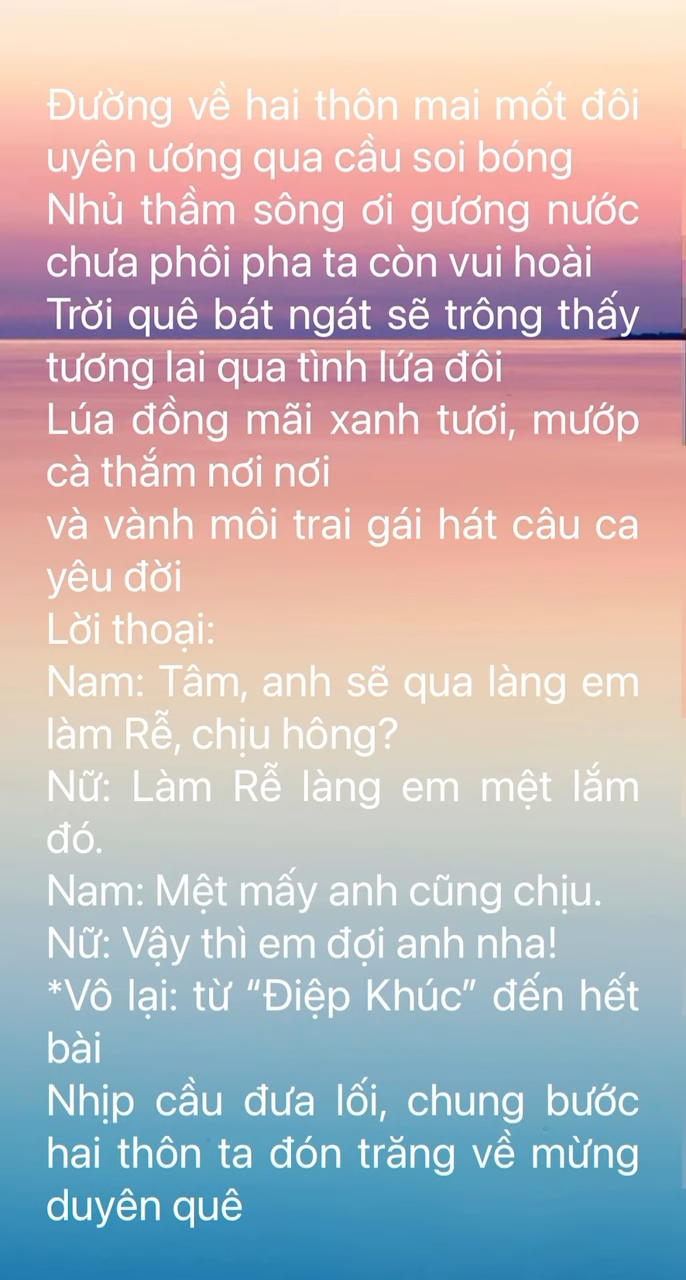 Đường về hai thôn mai mốt đôi
uyên ương qua cầu soi bóng
Nhủ thầm sông ơi gương nước
chưa phôi pha ta còn vui hoài
Trời quê bát ngát sẽ trông thấy
tương lai qua tình lứa đôi
Lúa đồng mãi xanh tươi, mướp
cà thắm nơi nơi
và vành môi trai gái hát câu ca
yêu đời
Lời thoại:
Nam: Tâm, anh sẽ qua làng em
làm Rễ, chịu hông?
Nữ: Làm Rễ làng em mệt lắm
đó.
Nam: Mệt mấy anh cũng chịu.
Nữ: Vậy thì em đợi anh nha!
*Vô lại: từ “Điệp Khúc” đến hết
bài
Nhịp cầu đưa lối, chung bước
hai thôn ta đón trăng về mừng
duyên quê